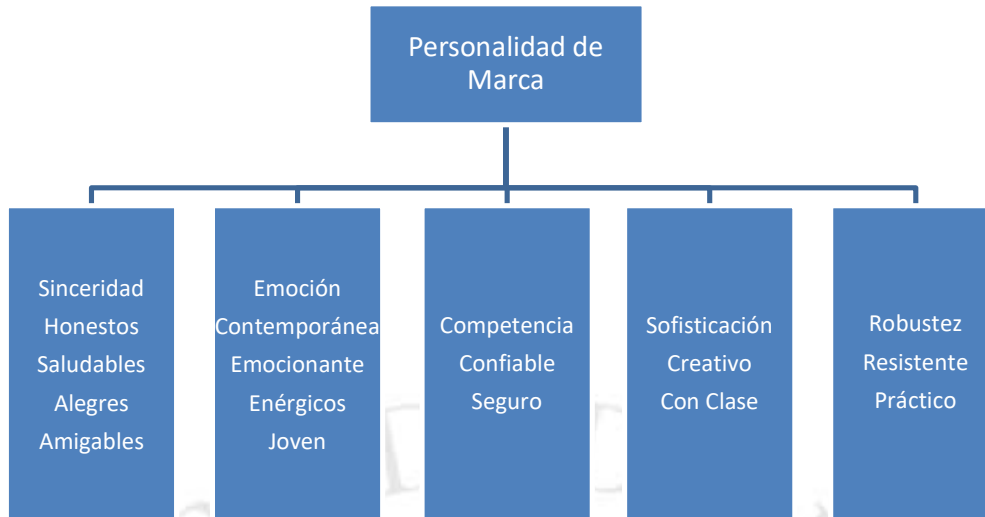 Personalidad de
Marca
Sinceridad
Honestos
Saludables
Alegres
Amigables
Emoción
Contemporánea
Emocionante
Enérgicos
Joven
Competencia
Confiable
Seguro
Sofisticación
Creativo
Con Clase
Robustez
Resistente
Práctico